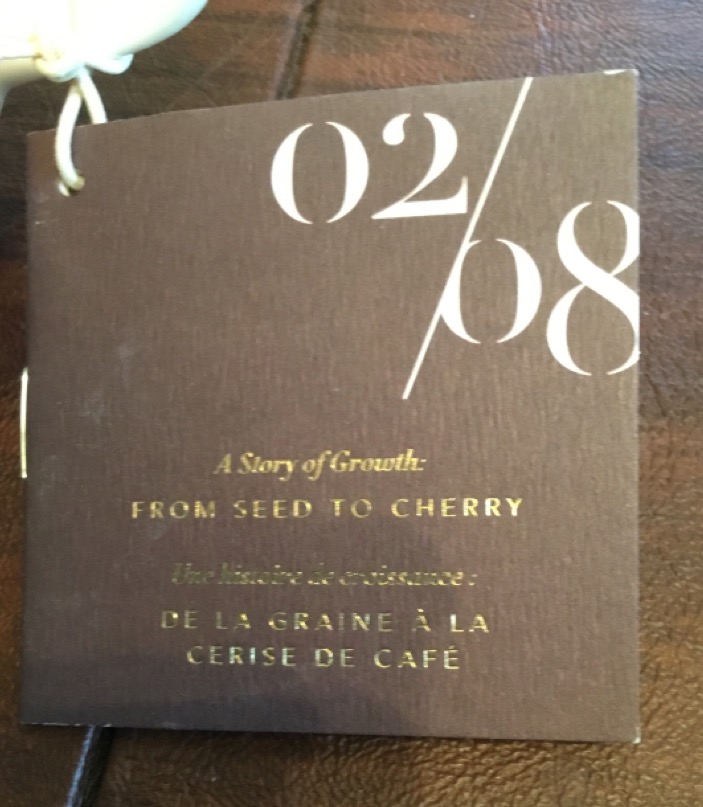 02/08
A Story of Growth:
FROM SEED TO CHERRY
Une histoire de croissance :
DE LA GRAINE À LA
CERISE DE CAFÉ